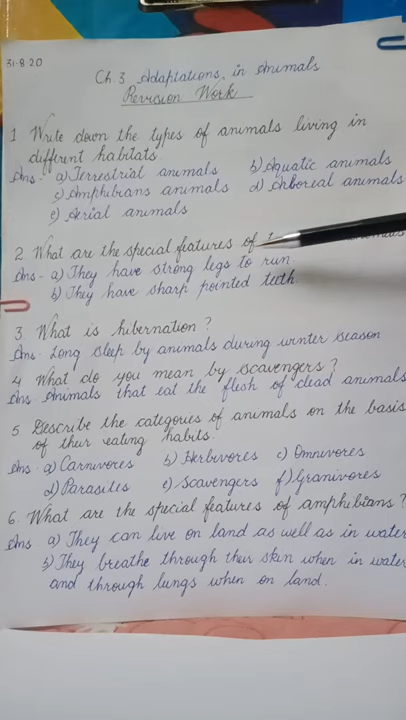 31-8-20
Ch.3 Adaptations in Animals
Revision Work
1 Write down the types of animals living in
different habitats.
Ans- a) Terrestrial animals b) Aquatic animals
c) Amphibians animals d) Arboreal animals
e) Aerial animals
2. What are the special features of
Ans- a) They have strong legs to run.
b) They have sharp pointed teeth.
3. What is hibernation?
Ans- Long sleep by animals during winter season
4. What do you mean by scavengers?
Ans Animals that eat the flesh of dead animals
5 Describe the categories of animals on the basis
of their eating habits.
Ans- a) Carnivores b) Herbivores c) Omnivores
d) Parasites e) Scavengers f) Granivores
6. What are the special features of amphibians?
Ans a) They can live on land as well as in water
b) They breathe through their skin when in water
and through lungs when on land.